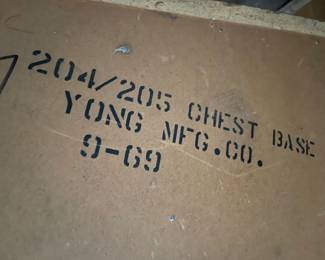 204/205 CHEST BASE
YONG MFG.CO.
9-69